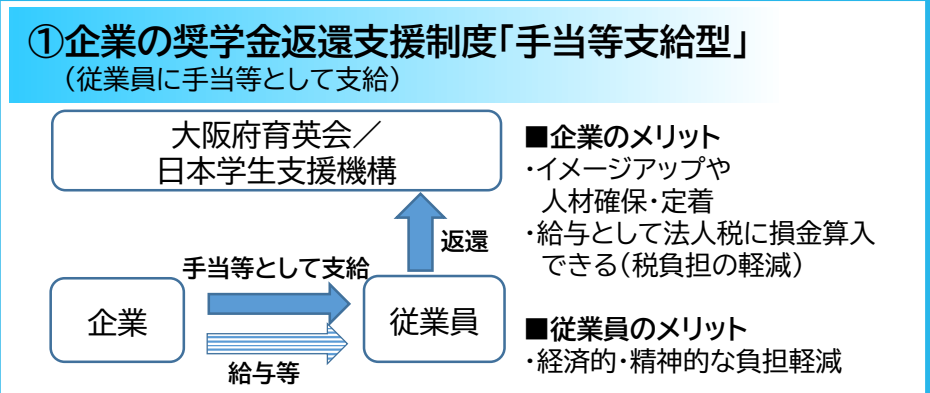 ①企業の奨学金返還支援制度「手当等支給型」
（従業員に手当等として支給）
大阪府育英会／
日本学生支援機構
返還
手当等として支給
企業
従業員
給与等
■企業のメリット
・イメージアップや
人材確保・定着
・給与として法人税に損金算入
できる（税負担の軽減）
■従業員のメリット
・経済的・精神的な負担軽減